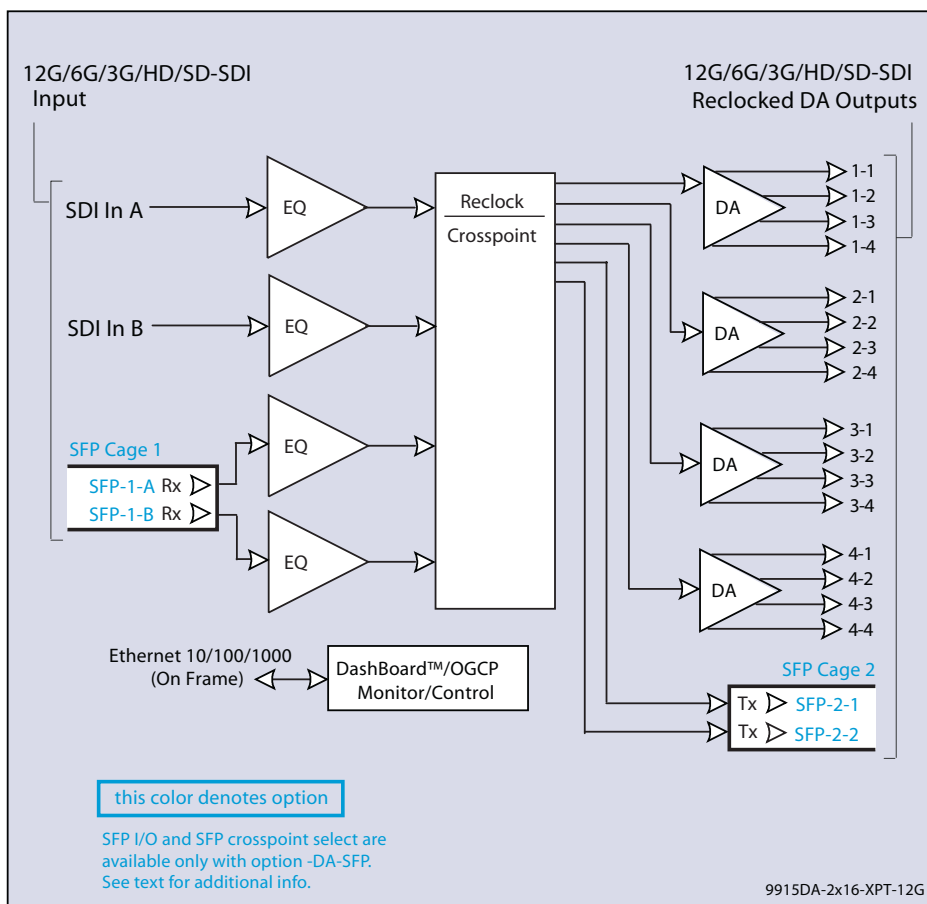 12G/6G/3G/HD/SD-SDI
Input
12G/6G/3G/HD/SD-SDI
Reclocked DA Outputs
SDI In A
EQ
Reclock
Crosspoint
DA
1-1
1-2
1-3
1-4
SDI In B
EQ
DA
2-1
2-2
2-3
2-4
SFP Cage 1
SFP-1-A Rx
SFP-1-B Rx
EQ
EQ
DA
3-1
3-2
3-3
3-4
DA
4-1
4-2
4-3
4-4
Ethernet 10/100/1000
(On Frame)
DashBoard™/OGCP
Monitor/Control
SFP Cage 2
Tx SFP-2-1
Tx SFP-2-2
this color denotes option
SFP I/O and SFP crosspoint select are
available only with option -DA-SFP.
See text for additional info.
9915DA-2x16-XPT-12G